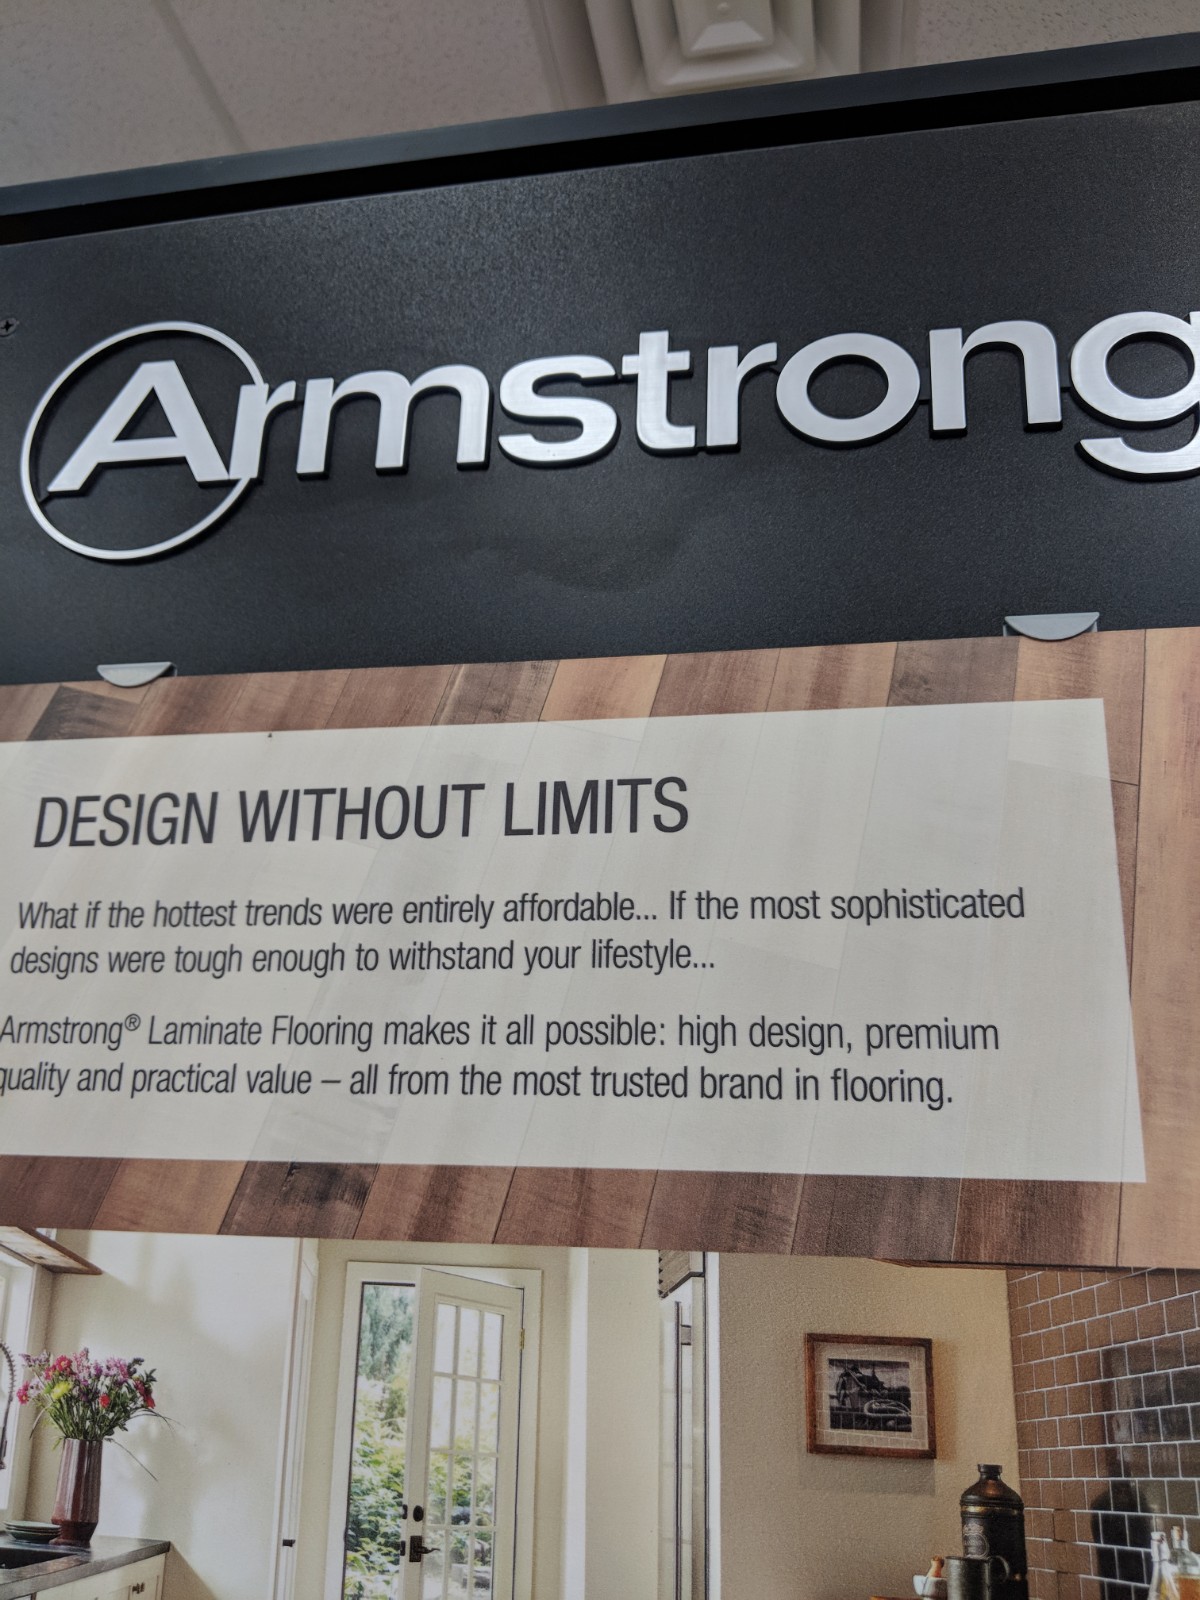 Armstrong
DESIGN WITHOUT LIMITS
What if the hottest trends were entirely affordable... If the most sophisticated
designs were tough enough to withstand your lifestyle...
Armstrong® Laminate Flooring makes it all possible: high design, premium
quality and practical value – all from the most trusted brand in flooring.